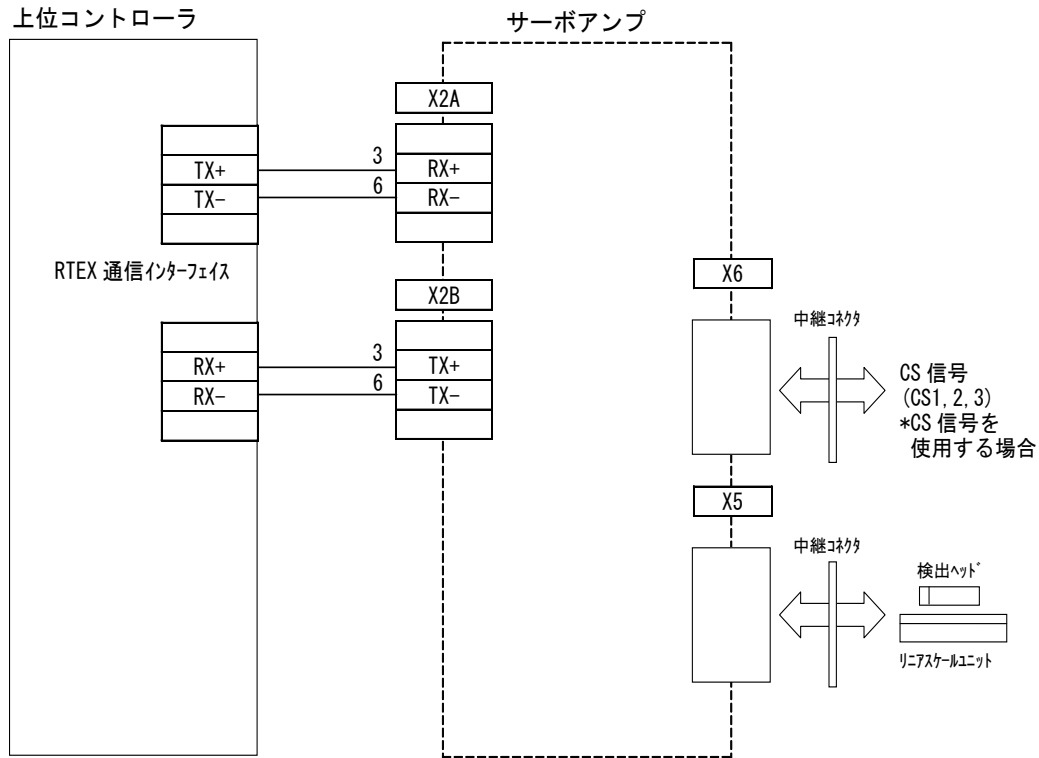 上位コントローラ
サーボアンプ
X2A
TX+
3
RX+
TX−
6
RX−
RTEX 通信ｲﾝﾀｰﾌｪｲｽ
X2B
RX+
3
TX+
RX−
6
TX−
X6
中継ｺﾈｸﾀ
CS 信号
(CS1, 2, 3)
*CS 信号を
使用する場合
X5
中継ｺﾈｸﾀ
検出ﾍｯﾄﾞ
ﾘﾆｱｽｹｰﾙﾕﾆｯﾄ